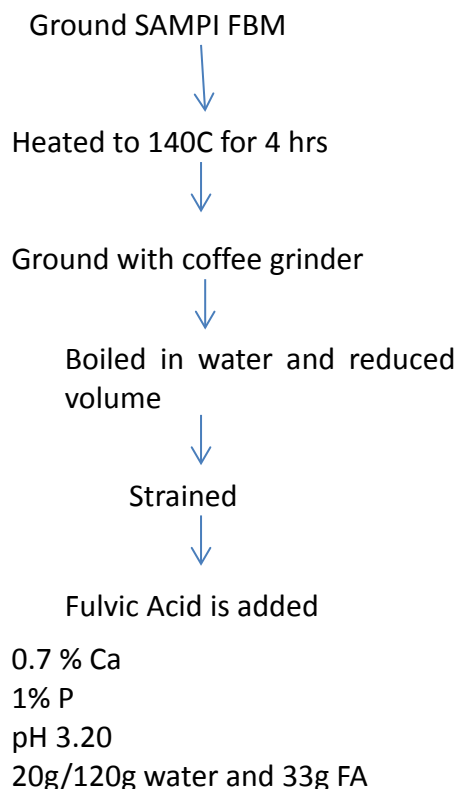 Ground SAMPI FBM
Heated to 140C for 4 hrs
Ground with coffee grinder
Boiled in water and reduced
volume
Strained
Fulvic Acid is added
0.7 % Ca
1% P
pH 3.20
20g/120g water and 33g FA